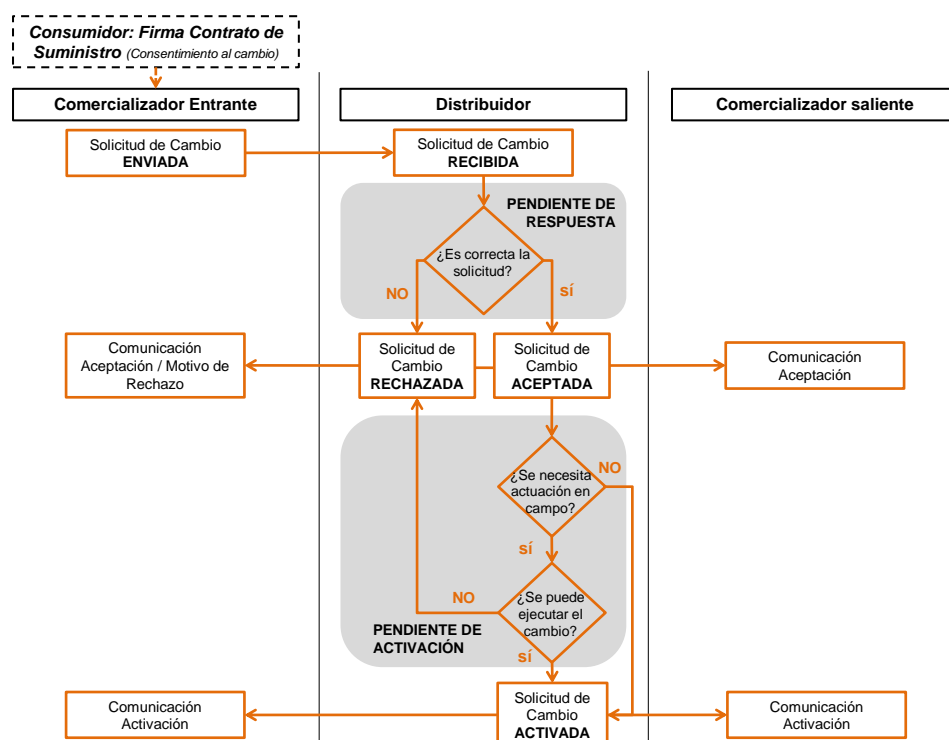 Consumidor: Firma Contrato de
Suministro (Consentimiento al cambio)
Comercializador Entrante
Distribuidor
Comercializador saliente
Solicitud de Cambio
ENVIADA
Solicitud de Cambio
RECIBIDA
PENDIENTE DE
RESPUESTA
¿Es correcta la
solicitud?
NO
sí
Comunicación
Aceptación / Motivo de
Rechazo
Solicitud de
Cambio
RECHAZADA
Solicitud de
Cambio
ACEPTADA
Comunicación
Aceptación
¿Se necesita
actuación en
campo?
NO
sí
¿Se puede
ejecutar el
cambio?
NO
PENDIENTE DE
ACTIVACIÓN
sí
Comunicación
Activación
Solicitud de
Cambio
ACTIVADA
Comunicación
Activación